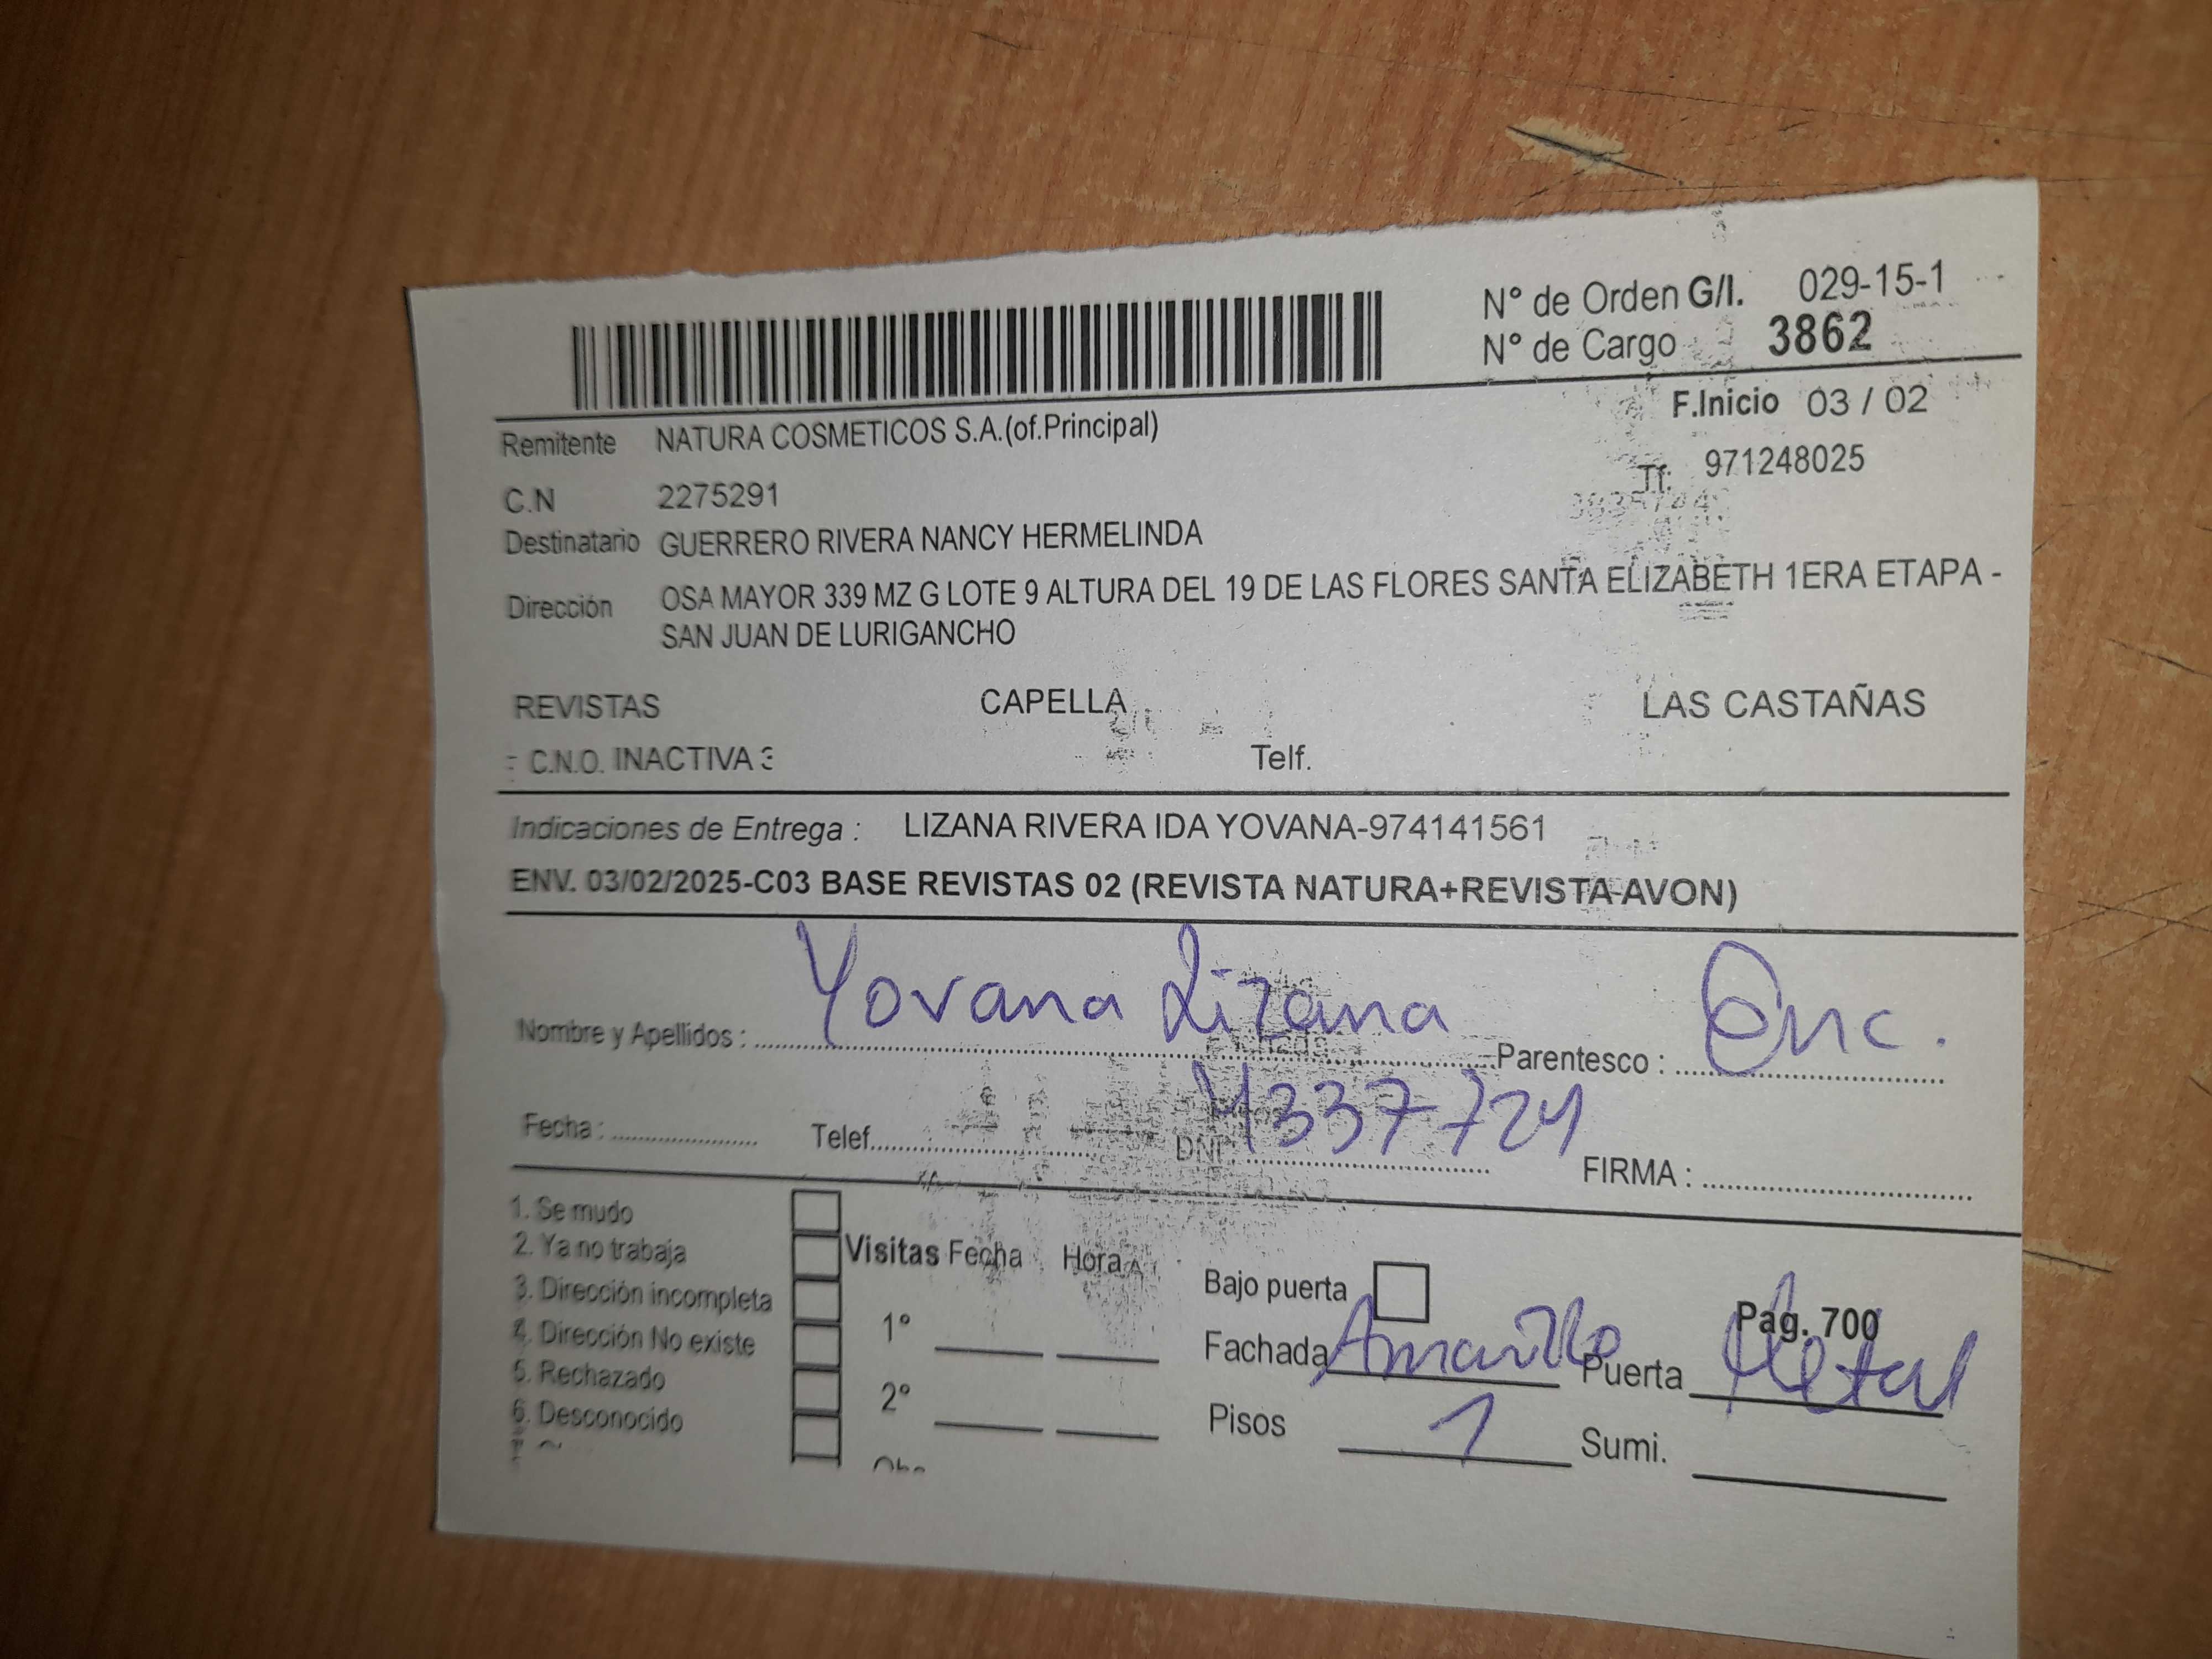 N° de Orden G/I. 029-15-1
N° de Cargo 3862
F.Inicio 03 / 02
Remitente NATURA COSMETICOS S.A.(of.Principal)
Tf. 971248025
C.N 2275291
Destinatario GUERRERO RIVERA NANCY HERMELINDA
Dirección OSA MAYOR 339 MZ G LOTE 9 ALTURA DEL 19 DE LAS FLORES SANTA ELIZABETH 1ERA ETAPA -
SAN JUAN DE LURIGANCHO
REVISTAS CAPELLA LAS CASTAÑAS
C.N.O. INACTIVA 3 Telf.
Indicaciones de Entrega : LIZANA RIVERA IDA YOVANA-974141561
ENV. 03/02/2025-C03 BASE REVISTAS 02 (REVISTA NATURA+REVISTA-AVON)
Nombre y Apellidos : Yovana Lizana Parentesco : Enc.
Fecha : Telef. DNI: FIRMA :
1. Se mudo
2. Ya no trabaja
3. Dirección incompleta
4. Dirección No existe
5. Rechazado
6. Desconocido
Visitas Fecha Hora
1°
2°
Bajo puerta Pag. 700
Fachada Amarillo Puerta Metal
Pisos 1 Sumi.